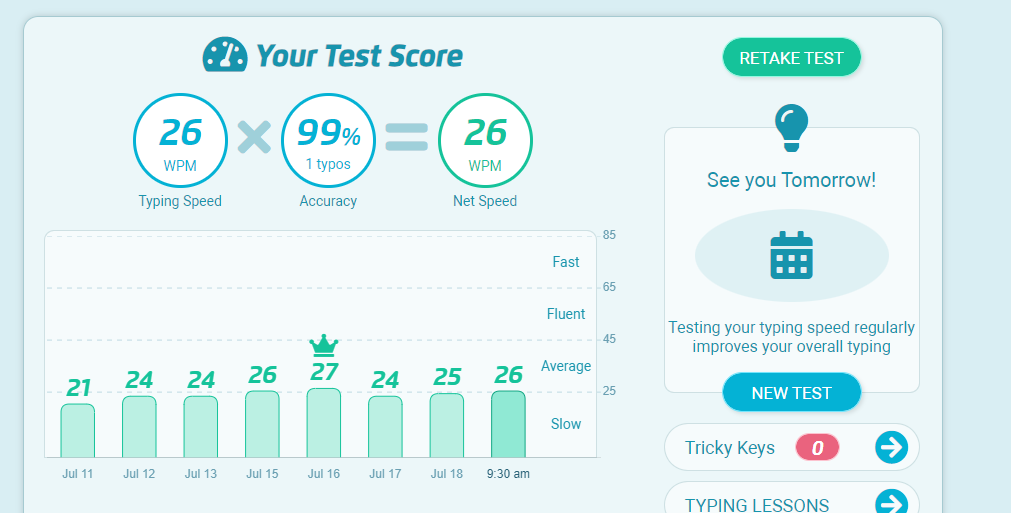 Your Test Score
RETAKE TEST
26
WPM
Typing Speed
99%
1 typos
Accuracy
26
WPM
Net Speed
See you Tomorrow!
Testing your typing speed regularly
improves your overall typing
NEW TEST
85
Fast
65
Fluent
45
Average
25
Slow
21 24 24 26 27 24 25 26
Jul 11 Jul 12 Jul 13 Jul 15 Jul 16 Jul 17 Jul 18 9:30 am
Tricky Keys 0
TYPING LESSONS